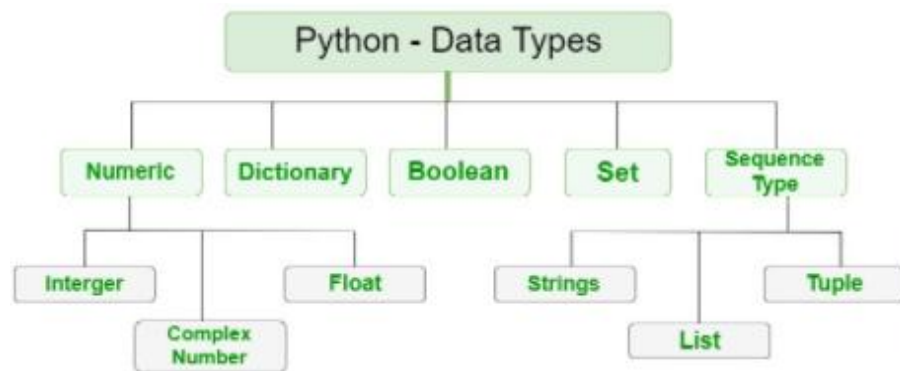 Python - Data Types
Numeric
Dictionary
Boolean
Set
Sequence
Type
Interger
Complex
Number
Float
Strings
List
Tuple